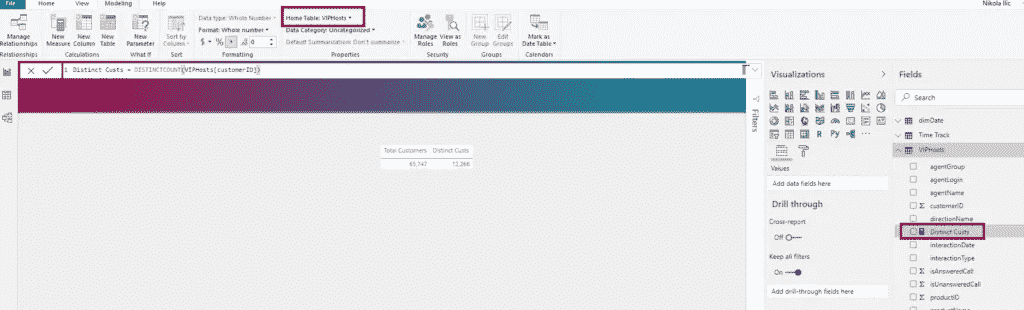 File Home View Modeling Help Nikola Ilic
Manage Relationships
New Measure
New Column
New Table
New Parameter
Sort by Column
Data type: Whole Number
Format: Whole number
$ % , 0
Home Table: VIPHosts
Data Category: Uncategorized
Default Summarization: Don't summarize
Manage Roles
View as Roles
New Group
Edit Groups
Mark as Date Table
Relationships Calculations What If Sort Formatting Properties Security Groups Calendars
1 Distinct Custs = DISTINCTCOUNT(VIPHosts[customerID])
Total Customers Distinct Custs
12,266
Filters
Visualizations
Values
Add data fields here
Drill through
Cross-report
Off
Keep all filters
On
Add drill-through fields here
Fields
Search
dimDate
Time Track
VIPHosts
agentGroup
agentLogin
agentName
customerID
directionName
Distinct Custs
interactionDate
interactionType
isAnsweredCall
isUnansweredCall
productID
productName